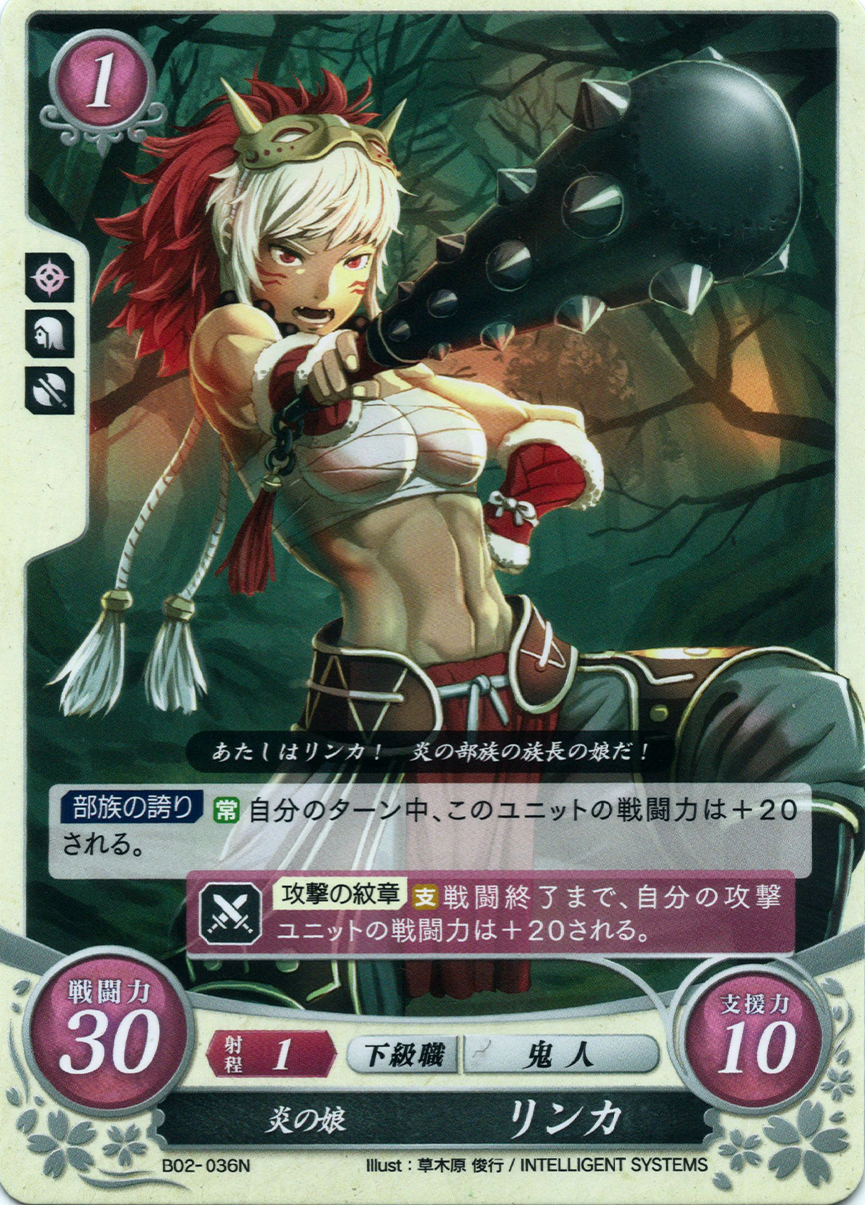 1
あたしはリンカ！ 炎の部族の族長の娘だ！
部族の誇り 常 自分のターン中、このユニットの戦闘力は＋２０
される。
攻撃の紋章 支 戦闘終了まで、自分の攻撃
ユニットの戦闘力は＋２０される。
戦闘力
30
射程 1 下級職 鬼人
支援力
10
炎の娘 リンカ
B02-036N Illust：草木原 俊行 / INTELLIGENT SYSTEMS